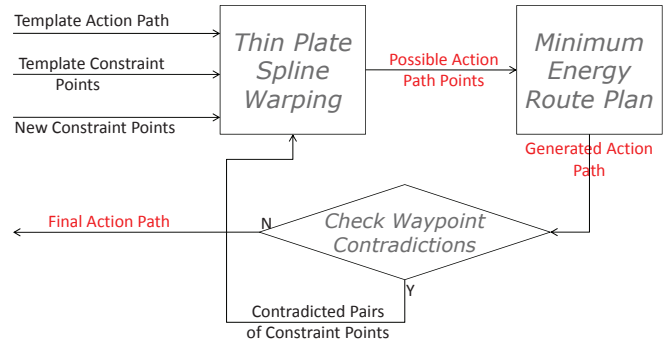 Template Action Path
Template Constraint
Points
New Constraint Points
Thin Plate
Spline
Warping
Possible Action
Path Points
Minimum
Energy
Route Plan
Generated Action
Path
Check Waypoint
Contradictions
N
Final Action Path
Y
Contradicted Pairs
of Constraint Points